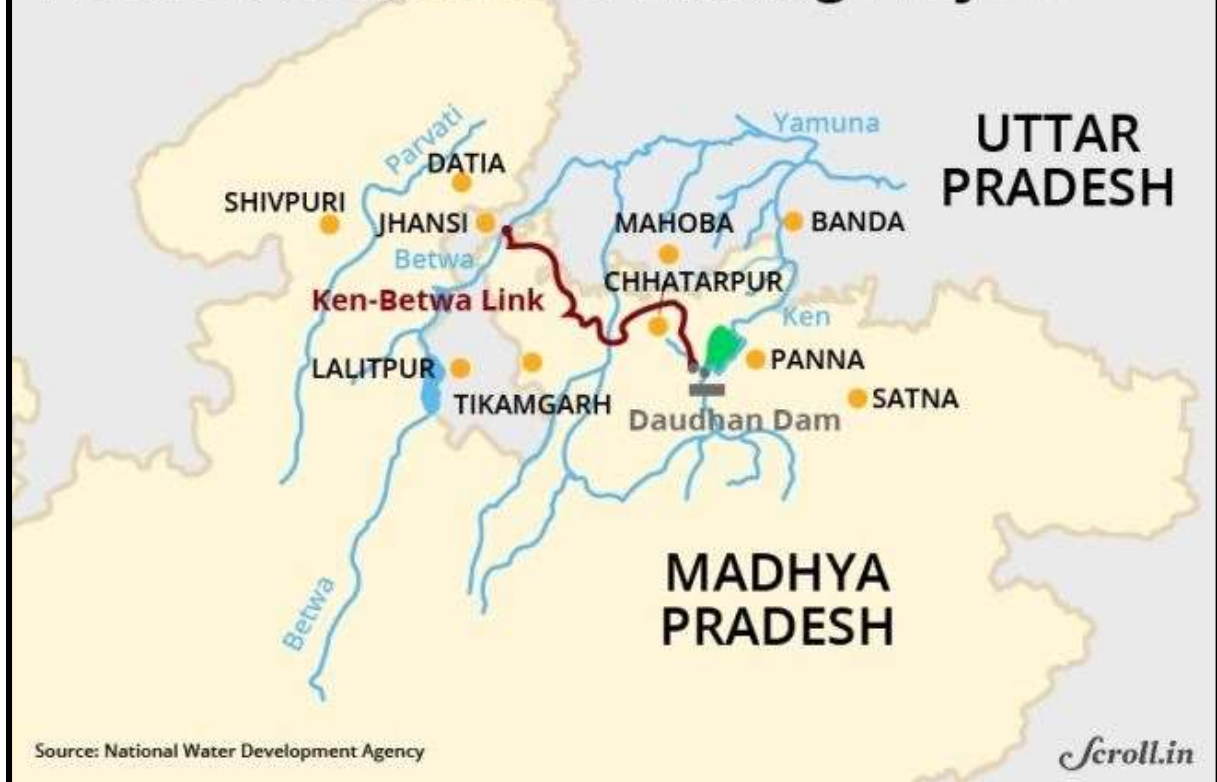 Yamuna
UTTAR
PRADESH
Parvati
DATIA
SHIVPURI
JHANSI
MAHOBA
BANDA
Betwa
CHHATARPUR
Ken-Betwa Link
Ken
LALITPUR
PANNA
TIKAMGARH
SATNA
Daudhan Dam
MADHYA
PRADESH
Betwa
Source: National Water Development Agency
Scroll.in